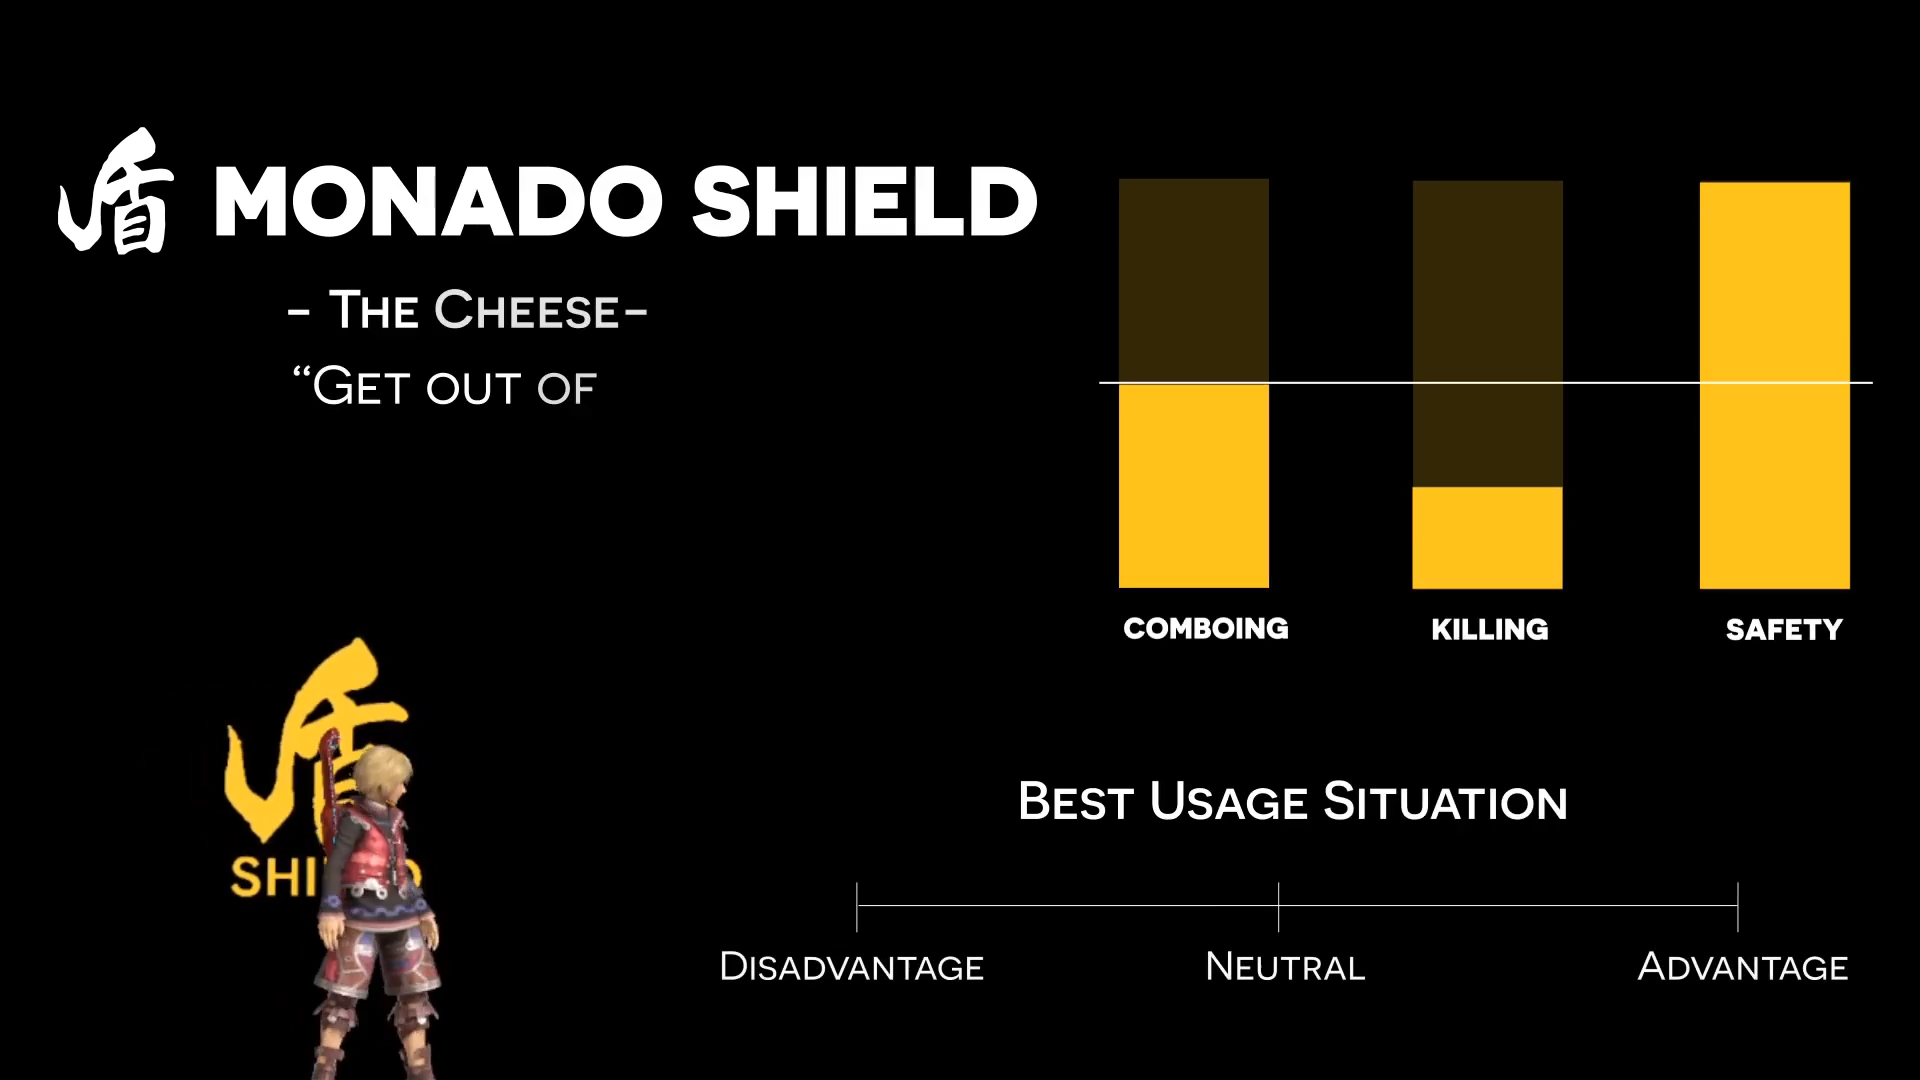 盾 MONADO SHIELD
- THE CHEESE-
“GET OUT OF
COMBOING
KILLING
SAFETY
盾
SHI D
BEST USAGE SITUATION
DISADVANTAGE
NEUTRAL
ADVANTAGE